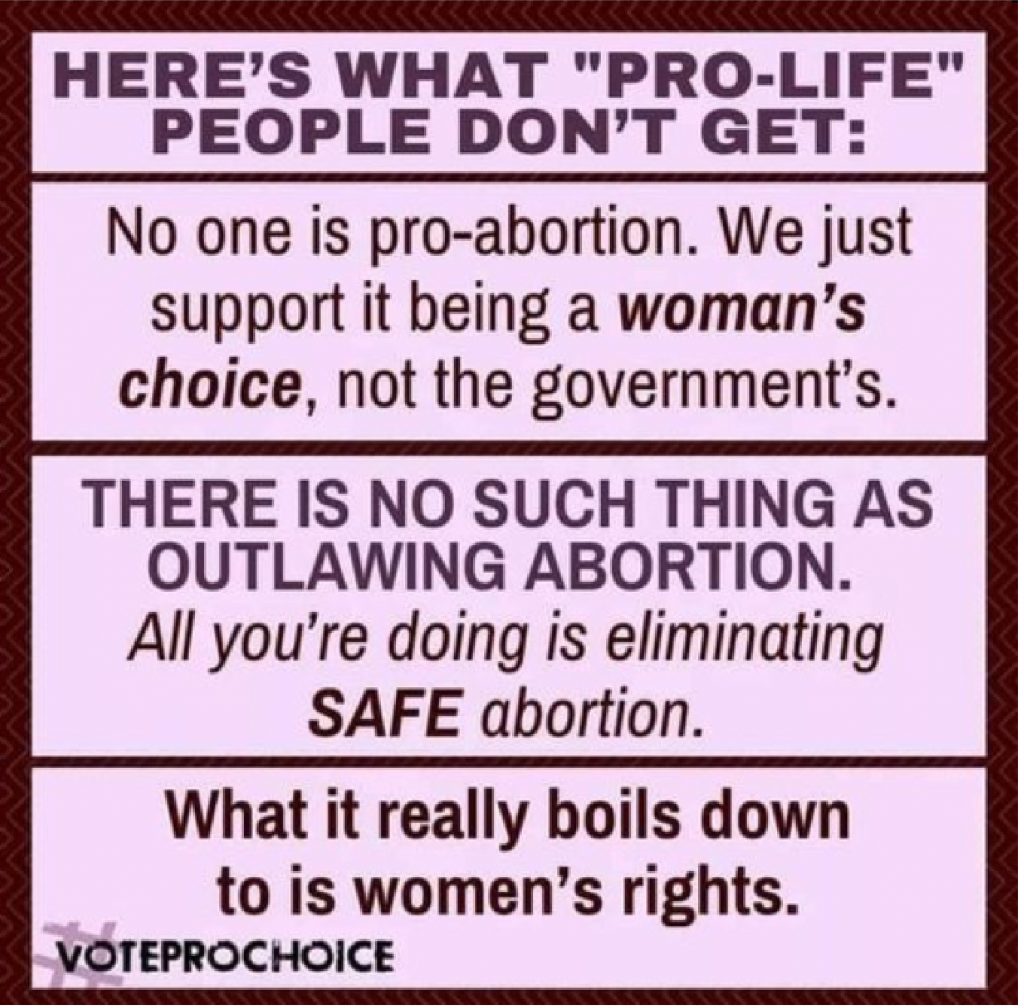 HERE'S WHAT "PRO-LIFE"
PEOPLE DON'T GET:
No one is pro-abortion. We just
support it being a woman's
choice, not the government's.
THERE IS NO SUCH THING AS
OUTLAWING ABORTION.
All you're doing is eliminating
SAFE abortion.
What it really boils down
to is women's rights.
#VOTEPROCHOICE